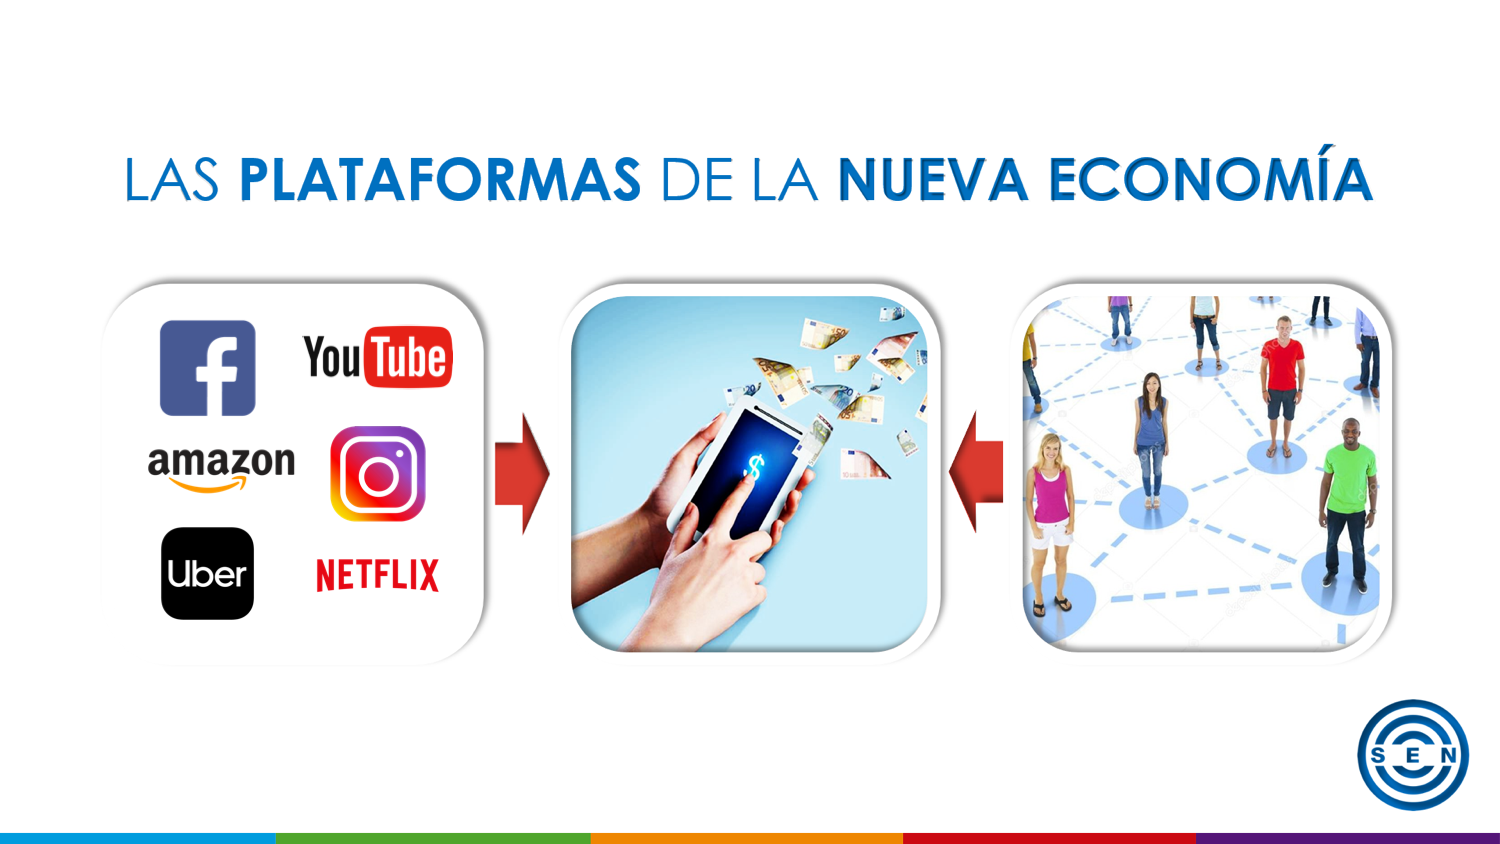 LAS PLATAFORMAS DE LA NUEVA ECONOMÍA
f
YouTube
amazon
Uber
NETFLIX
$
S E N